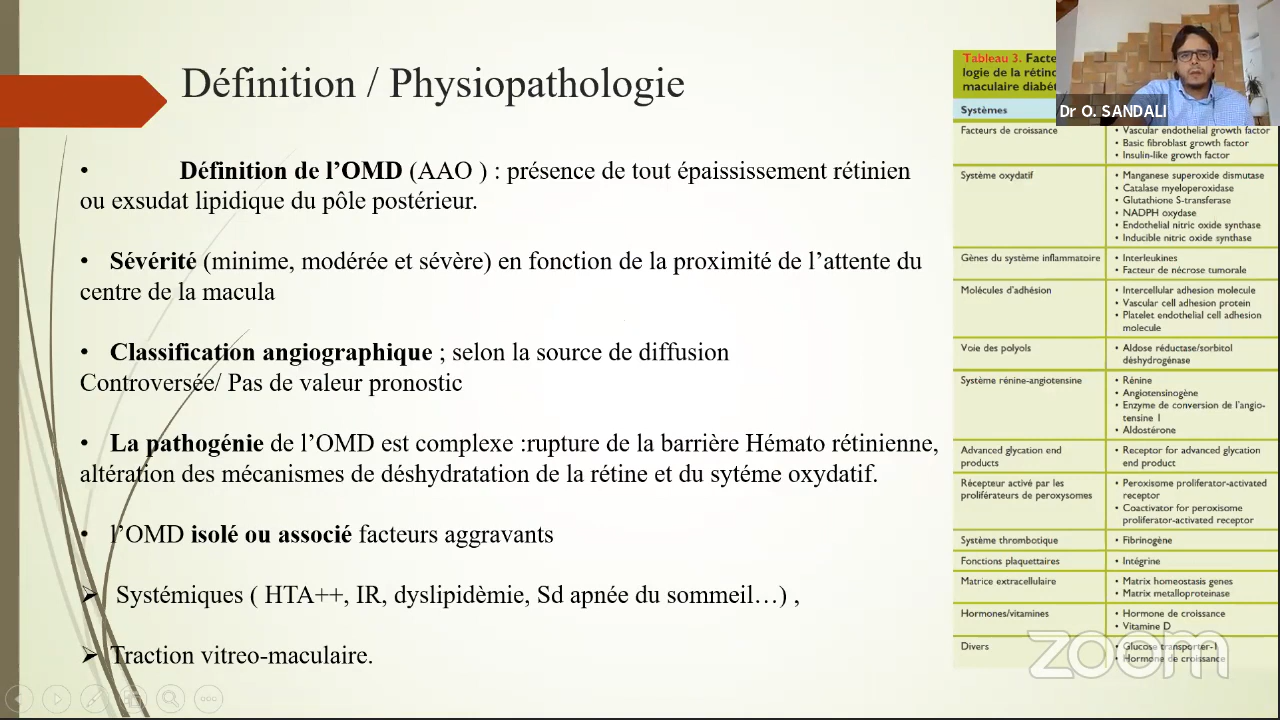 Définition / Physiopathologie
• Définition de l’OMD (AAO ) : présence de tout épaississement rétinien
ou exsudat lipidique du pôle postérieur.
• Sévérité (minime, modérée et sévère) en fonction de la proximité de l’attente du
centre de la macula
• Classification angiographique ; selon la source de diffusion
Controversée/ Pas de valeur pronostic
• La pathogénie de l’OMD est complexe :rupture de la barrière Hémato rétinienne,
altération des mécanismes de déshydratation de la rétine et du sytéme oxydatif.
• l’OMD isolé ou associé facteurs aggravants
➢ Systémiques ( HTA++, IR, dyslipidèmie, Sd apnée du sommeil…) ,
➢ Traction vitreo-maculaire.
Dr O. SANDALI
Tableau 3.
logie de la
maculaire
Systèmes
Facteurs de croissance
• Vascular endothelial growth factor
• Basic fibroblast growth factor
• Insulin-like growth factor
Système oxydatif
• Manganese superoxide dismutase
• Catalase myeloperoxidase
• Glutathione S-transferase
• NADPH oxydase
• Endothelial nitric oxide synthase
• Inducible nitric oxide synthase
Gènes du système inflammatoire
• Interleukines
• Facteur de nécrose tumorale
Molécules d’adhésion
• Intercellular adhesion molecule
• Vascular cell adhesion protein
• Platelet endothelial cell adhesion
molecule
Voie des polyols
• Aldose réductase/sorbitol
déshydrogénase
Système rénine-angiotensine
• Rénine
• Angiotensinogène
• Enzyme de conversion de l’angio-
tensine 1
• Aldostérone
Advanced glycation end
products
• Receptor for advanced glycation
end product
Récepteur activé par les
proliférateurs de peroxysomes
• Peroxisome proliferator-activated
receptor
• Coactivator for peroxisome
proliferator-activated receptor
Système thrombotique
• Fibrinogène
Fonctions plaquettaires
• Intégrine
Matrice extracellulaire
• Matrix homeostasis genes
• Matrix metalloproteinase
Hormones/vitamines
• Hormone de croissance
• Vitamine D
Divers
• Glucose transporter-1
• Hormone de croissance
zoom